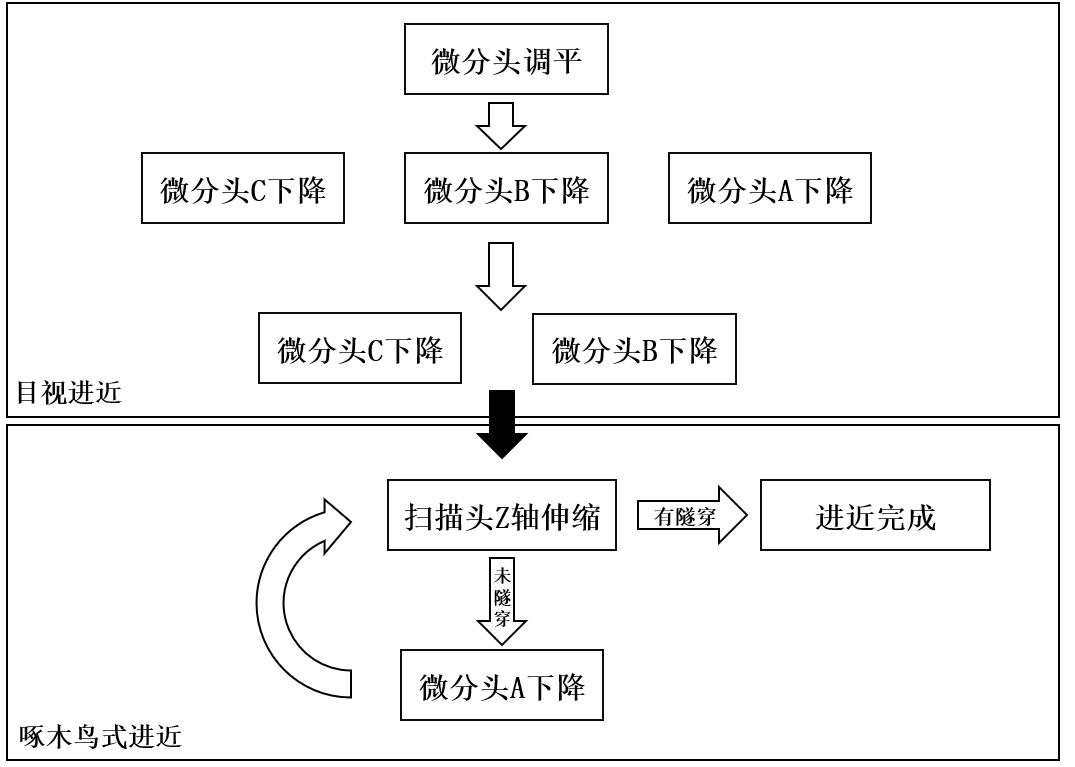 微分头调平
微分头C下降
微分头B下降
微分头A下降
微分头C下降
微分头B下降
目视进近
扫描头Z轴伸缩
有隧穿
进近完成
未隧穿
微分头A下降
啄木鸟式进近